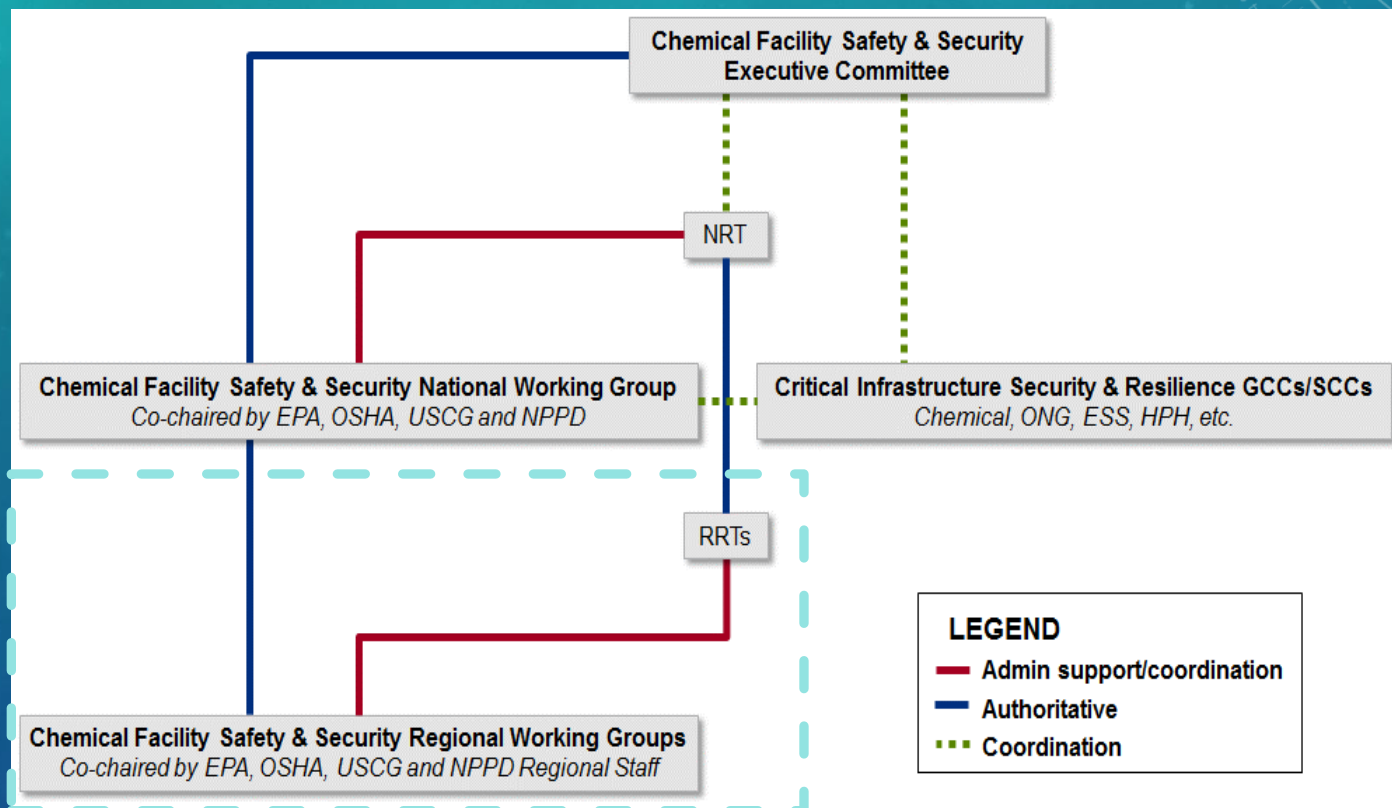 Chemical Facility Safety & Security
Executive Committee
NRT
Chemical Facility Safety & Security National Working Group
Co-chaired by EPA, OSHA, USCG and NPPD
Critical Infrastructure Security & Resilience GCCs/SCCs
Chemical, ONG, ESS, HPH, etc.
RRTs
Chemical Facility Safety & Security Regional Working Groups
Co-chaired by EPA, OSHA, USCG and NPPD Regional Staff
LEGEND
Admin support/coordination
Authoritative
Coordination